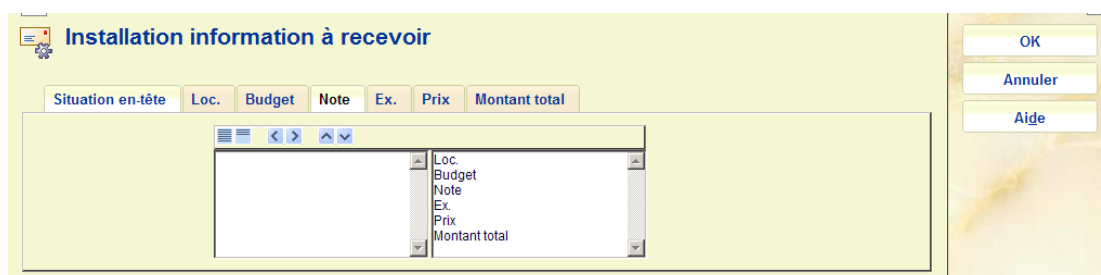 Installation information à recevoir
OK
Annuler
Aide
Situation en-tête Loc. Budget Note Ex. Prix Montant total
Loc.
Budget
Note
Ex.
Prix
Montant total